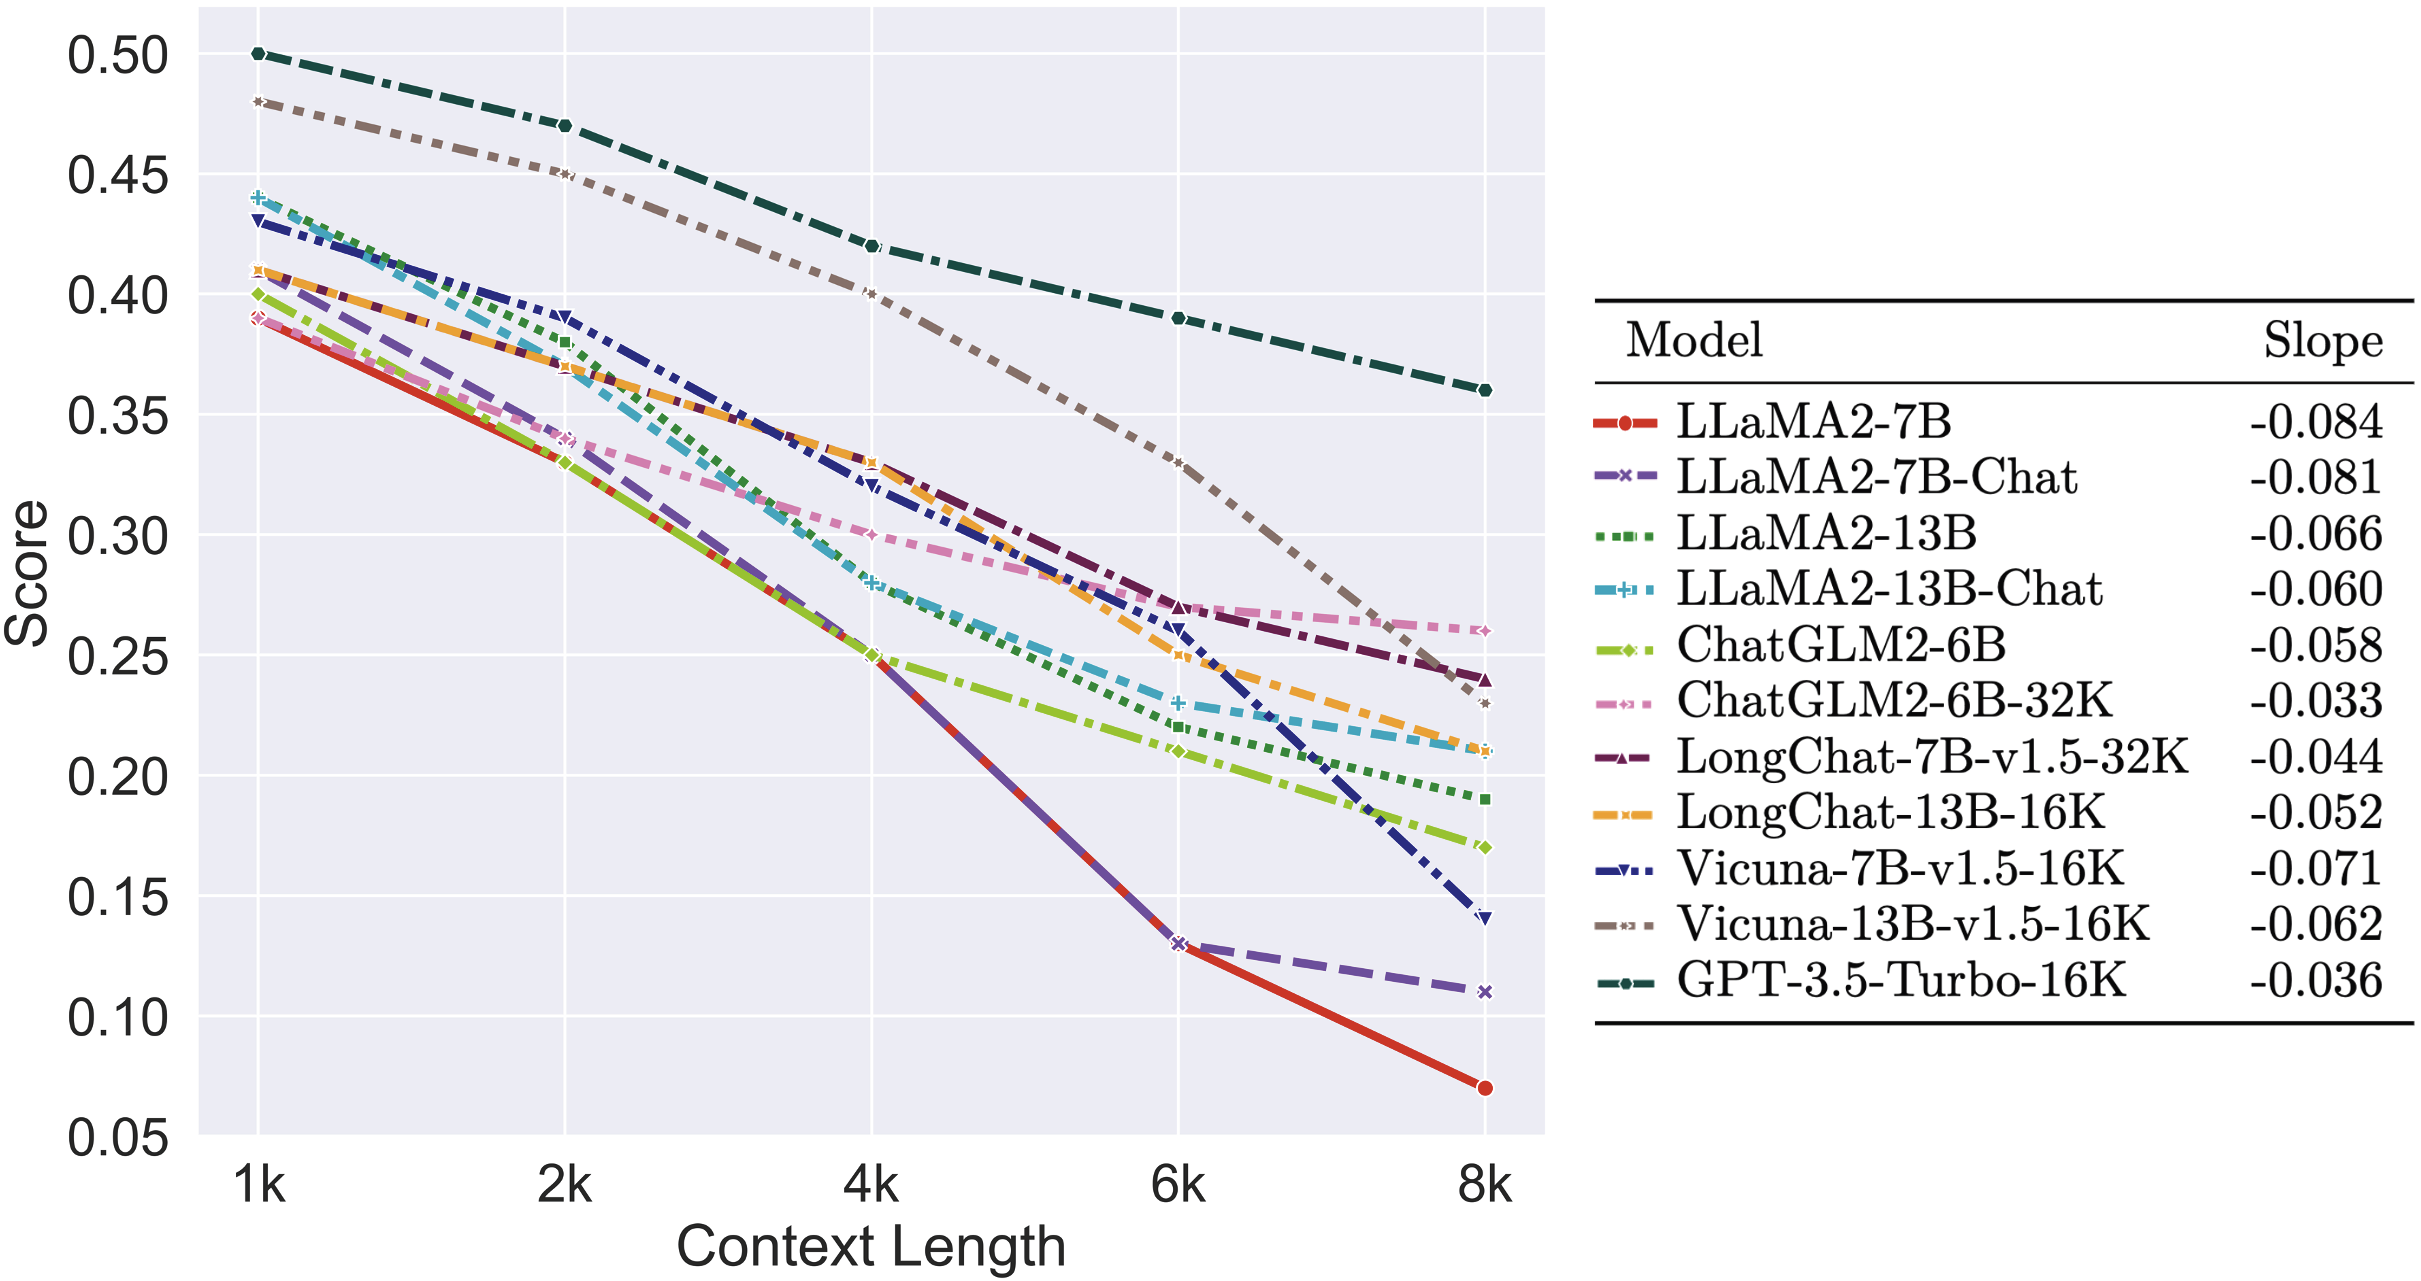 0.50
0.45
0.40
0.35
0.30
0.25
0.20
0.15
0.10
0.05
Score
1k 2k 4k 6k 8k
Context Length
Model Slope
LLaMA2-7B -0.084
LLaMA2-7B-Chat -0.081
LLaMA2-13B -0.066
LLaMA2-13B-Chat -0.060
ChatGLM2-6B -0.058
ChatGLM2-6B-32K -0.033
LongChat-7B-v1.5-32K -0.044
LongChat-13B-16K -0.052
Vicuna-7B-v1.5-16K -0.071
Vicuna-13B-v1.5-16K -0.062
GPT-3.5-Turbo-16K -0.036